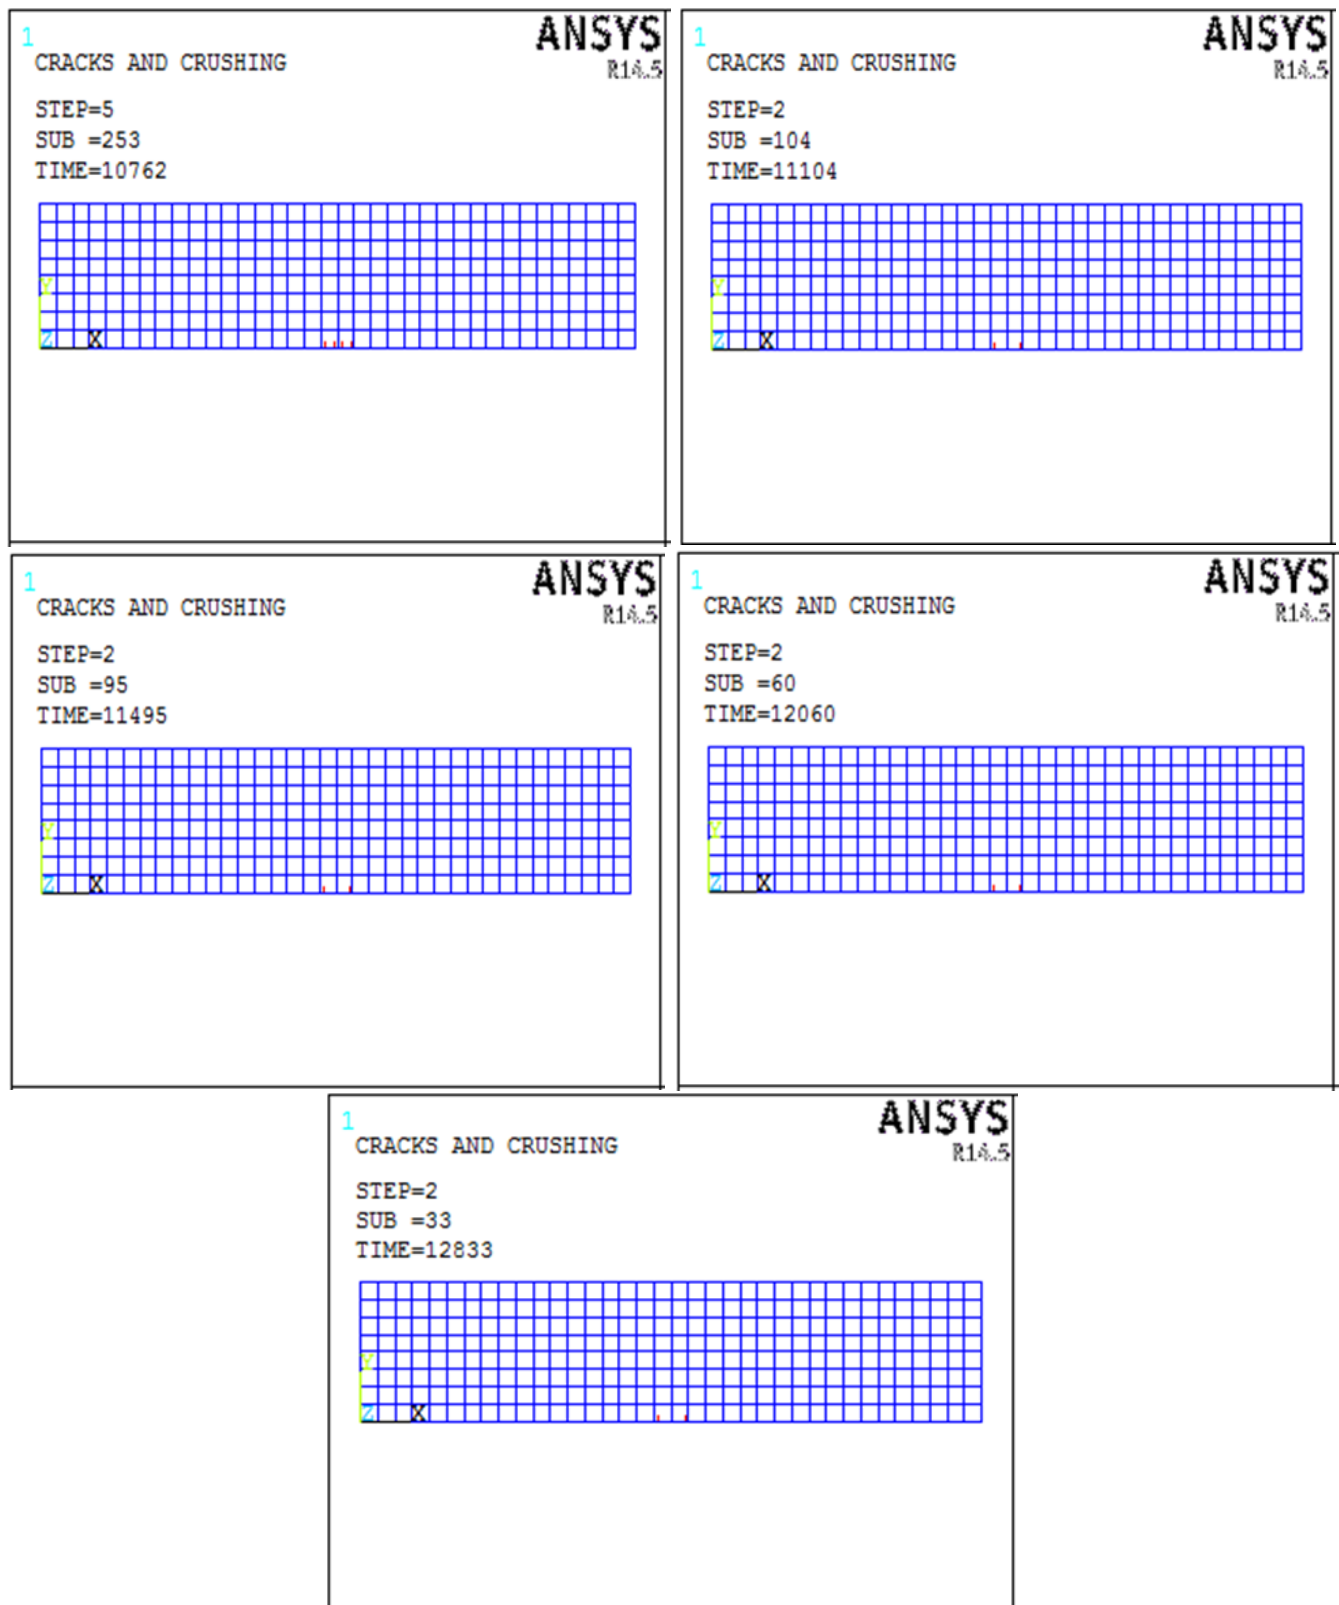 1
ANSYS
R14.5
CRACKS AND CRUSHING
STEP=5
SUB =253
TIME=10762
Y
Z X
1
ANSYS
R14.5
CRACKS AND CRUSHING
STEP=2
SUB =104
TIME=11104
Y
Z X
1
ANSYS
R14.5
CRACKS AND CRUSHING
STEP=2
SUB =95
TIME=11495
Y
Z X
1
ANSYS
R14.5
CRACKS AND CRUSHING
STEP=2
SUB =60
TIME=12060
Y
Z X
1
ANSYS
R14.5
CRACKS AND CRUSHING
STEP=2
SUB =33
TIME=12833
Y
Z X